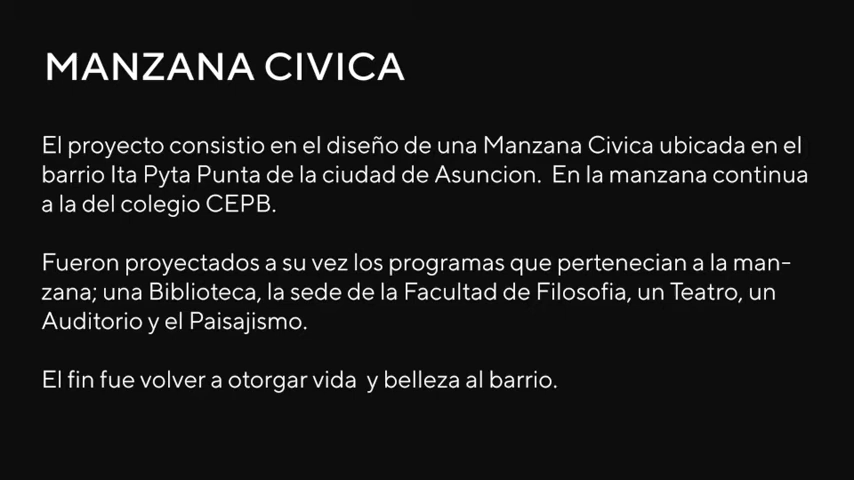 MANZANA CIVICA
El proyecto consistio en el diseño de una Manzana Civica ubicada en el
barrio Ita Pyta Punta de la ciudad de Asuncion.  En la manzana continua
a la del colegio CEPB.
Fueron proyectados a su vez los programas que pertenecian a la man-
zana; una Biblioteca, la sede de la Facultad de Filosofia, un Teatro, un
Auditorio y el Paisajismo.
El fin fue volver a otorgar vida  y belleza al barrio.